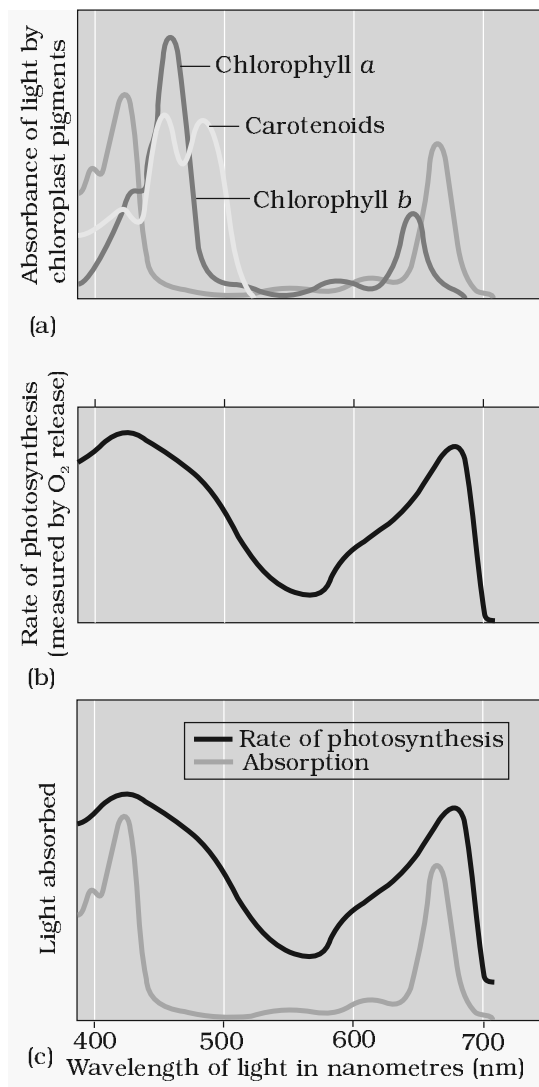 Absorbance of light by
chloroplast pigments
Chlorophyll a
Carotenoids
Chlorophyll b
(a)
Rate of photosynthesis
(measured by O₂ release)
(b)
Light absorbed
Rate of photosynthesis
Absorption
400 500 600 700
(c)
Wavelength of light in nanometres (nm)